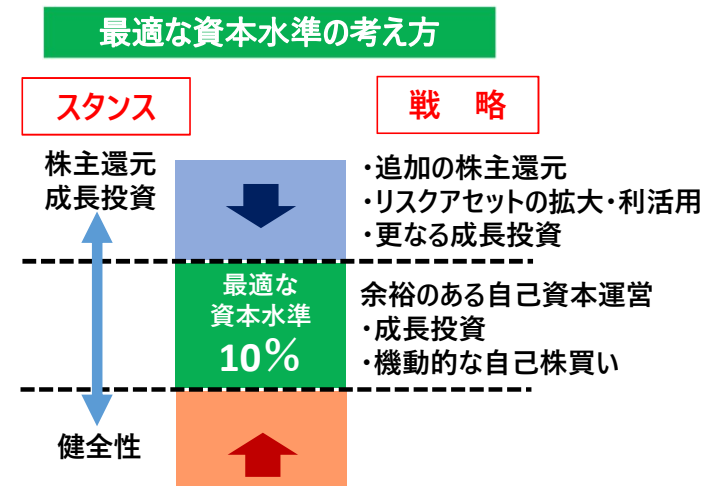 最適な資本水準の考え方
スタンス
戦　略
株主還元
成長投資
・追加の株主還元
・リスクアセットの拡大・利活用
・更なる成長投資
最適な
資本水準
10％
余裕のある自己資本運営
・成長投資
・機動的な自己株買い
健全性